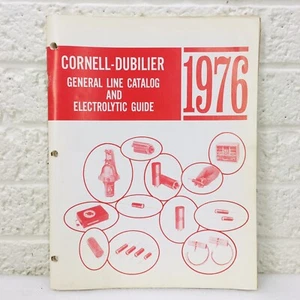 CORNELL-DUBILIER
GENERAL LINE CATALOG
AND
ELECTROLYTIC GUIDE
1976